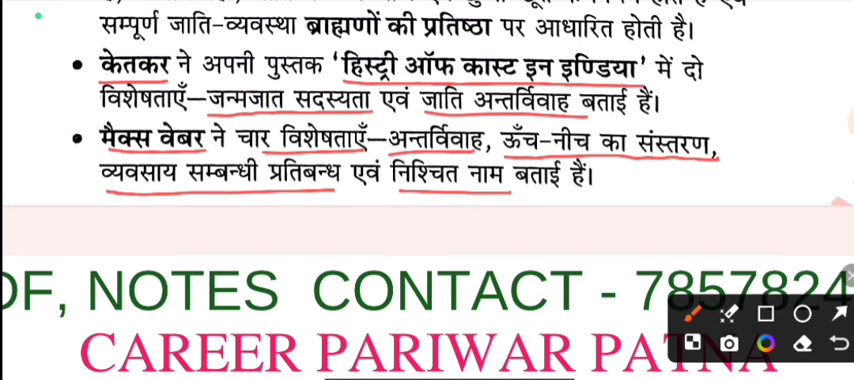 सम्पूर्ण जाति-व्यवस्था ब्राह्मणों की प्रतिष्ठा पर आधारित होती है।
• केतकर ने अपनी पुस्तक 'हिस्ट्री ऑफ कास्ट इन इण्डिया' में दो
विशेषताएँ—जन्मजात सदस्यता एवं जाति अन्तर्विवाह बताई हैं।
• मैक्स वेबर ने चार विशेषताएँ—अन्तर्विवाह, ऊँच-नीच का संस्तरण,
व्यवसाय सम्बन्धी प्रतिबन्ध एवं निश्चित नाम बताई हैं।
DF, NOTES CONTACT - 7857824
CAREER PARIWAR PATNA